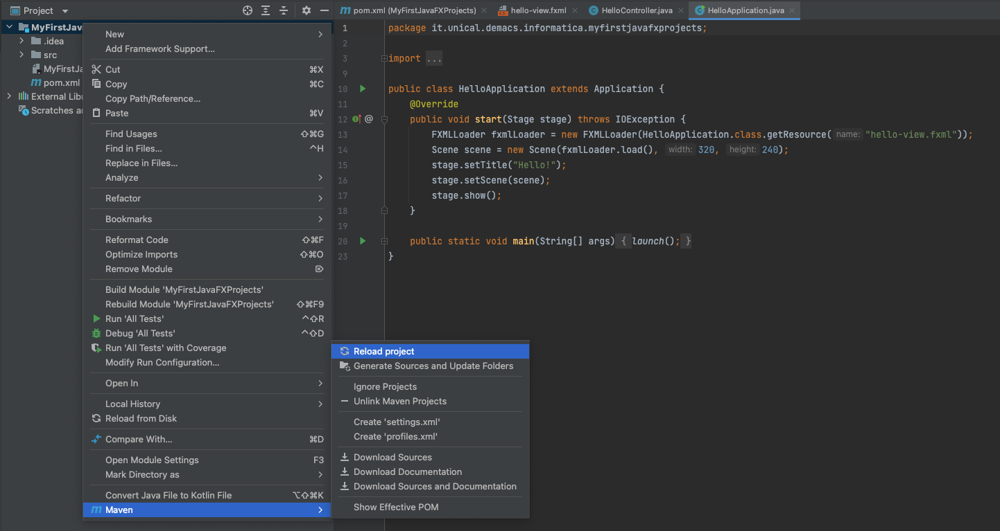 Project
MyFirstJav
.idea
src
MyFirstJa
pom.xml
External Lib
Scratches a
New
Add Framework Support...
Cut ⌘X
Copy ⌘C
Copy Path/Reference...
Paste ⌘V
Find Usages ⇧⌘G
Find in Files... ^H
Replace in Files...
Analyze
Refactor
Bookmarks
Reformat Code ⇧⌘F
Optimize Imports ⇧⌘O
Remove Module ⌦
Build Module 'MyFirstJavaFXProjects'
Rebuild Module 'MyFirstJavaFXProjects' ⇧⌘F9
Run 'All Tests' ^⇧R
Debug 'All Tests' ^⇧D
Run 'All Tests' with Coverage
Modify Run Configuration...
Open In
Local History
Reload from Disk
Compare With... ⌘D
Open Module Settings F3
Mark Directory as
Convert Java File to Kotlin File ⌥⇧⌘K
m Maven
Reload project
Generate Sources and Update Folders
Ignore Projects
Unlink Maven Projects
Create 'settings.xml'
Create 'profiles.xml'
Download Sources
Download Documentation
Download Sources and Documentation
Show Effective POM
pom.xml (MyFirstJavaFXProjects) hello-view.fxml HelloController.java HelloApplication.java
1 package it.unical.demacs.informatica.myfirstjavafxprojects;
2
3 import ...
9
10 public class HelloApplication extends Application {
11 @Override
12 @ public void start(Stage stage) throws IOException {
13 FXMLLoader fxmlLoader = new FXMLLoader(HelloApplication.class.getResource( name: "hello-view.fxml"));
14 Scene scene = new Scene(fxmlLoader.load(), width: 320, height: 240);
15 stage.setTitle("Hello!");
16 stage.setScene(scene);
17 stage.show();
18 }
19
20 public static void main(String[] args) { launch(); }
23 }